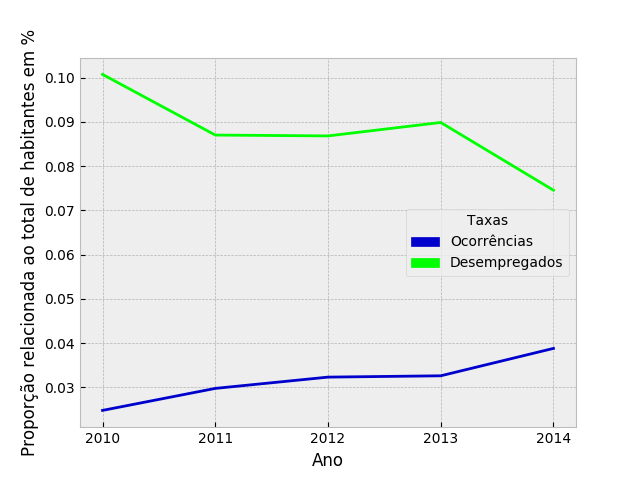 Proporção relacionada ao total de habitantes em %
0.10
0.09
0.08
0.07
0.06
0.05
0.04
0.03
Taxas
Ocorrências
Desempregados
2010 2011 2012 2013 2014
Ano